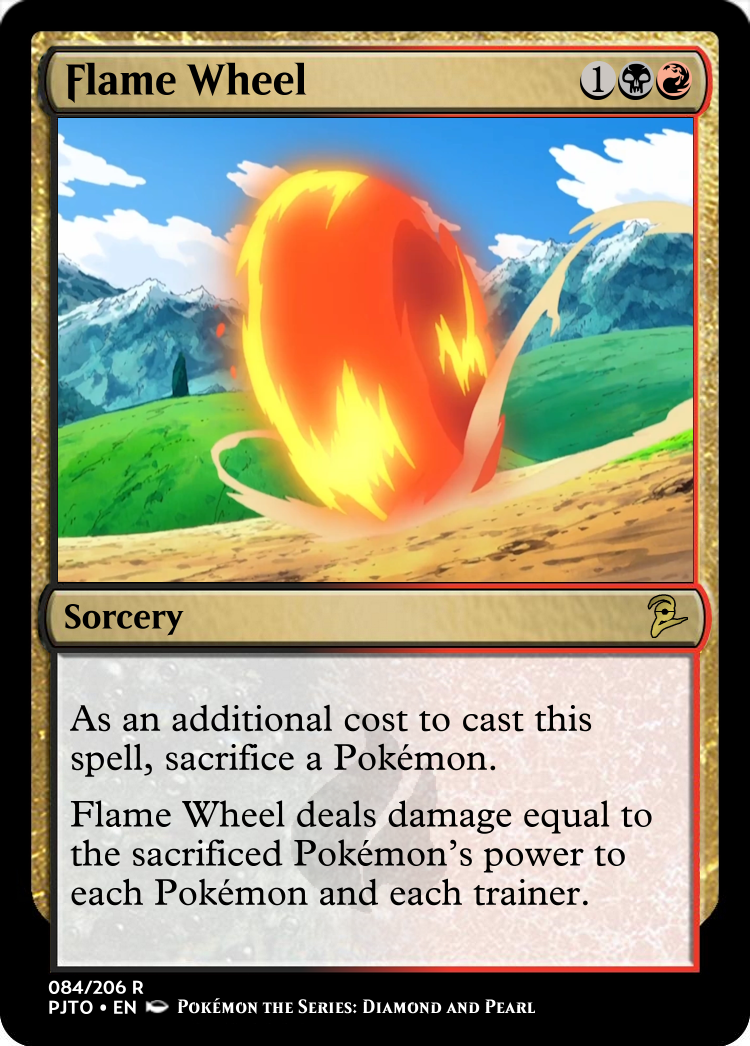 Flame Wheel 1
Sorcery
As an additional cost to cast this
spell, sacrifice a Pokémon.
Flame Wheel deals damage equal to
the sacrificed Pokémon's power to
each Pokémon and each trainer.
084/206 R
PJTO • EN Pokémon the Series: Diamond and Pearl